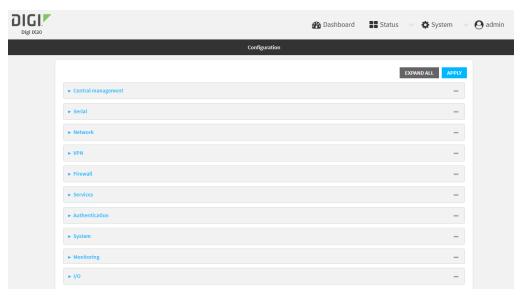 DIGI
Digi IX20
Dashboard
Status
System
admin
Configuration
EXPAND ALL
APPLY
Central management
Serial
Network
VPN
Firewall
Services
Authentication
System
Monitoring
I/O